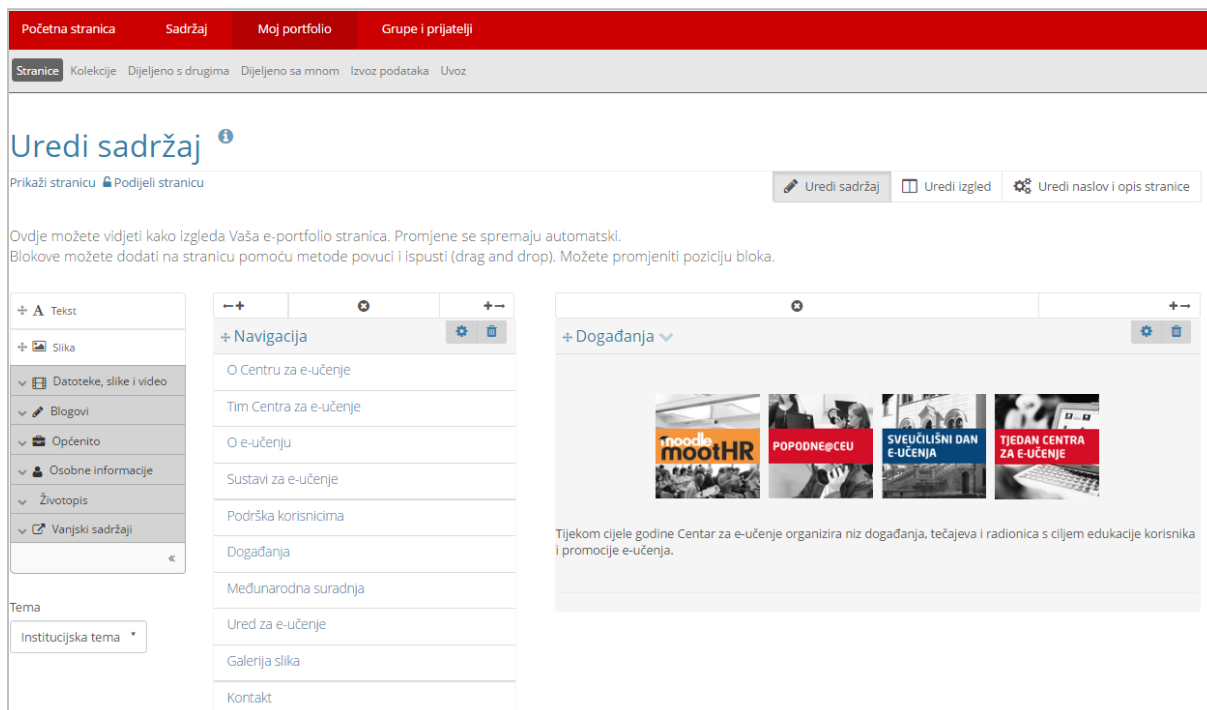 Početna stranica
Sadržaj
Moj portfolio
Grupe i prijatelji
Stranice
Kolekcije
Dijeljeno s drugima
Dijeljeno sa mnom
Izvoz podataka
Uvoz
Uredi sadržaj
Prikaži stranicu
Podijeli stranicu
Uredi sadržaj
Uredi izgled
Uredi naslov i opis stranice
Ovdje možete vidjeti kako izgleda Vaša e-portfolio stranica. Promjene se spremaju automatski.
Blokove možete dodati na stranicu pomoću metode povuci i ispusti (drag and drop). Možete promjeniti poziciju bloka.
A Tekst
Slika
Datoteke, slike i video
Blogovi
Općenito
Osobne informacije
Životopis
Vanjski sadržaji
«
Tema
Institucijska tema
Navigacija
O Centru za e-učenje
Tim Centra za e-učenje
O e-učenju
Sustavi za e-učenje
Podrška korisnicima
Događanja
Međunarodna suradnja
Ured za e-učenje
Galerija slika
Kontakt
Događanja
moodle
mootHR
POPODNE@CEU
SVEUČILIŠNI DAN
E-UČENJA
TJEDAN CENTRA
ZA E-UČENJE
Tijekom cijele godine Centar za e-učenje organizira niz događanja, tečajeva i radionica s ciljem edukacije korisnika
i promocije e-učenja.